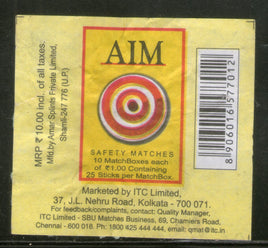 AIM
SAFETY MATCHES
10 MatchBoxes each
of ₹1.00 Containing
25 Sticks per MatchBox.
MRP ₹ 10.00 incl. of all taxes.
Mfd.by Amar Splints Private Limited,
Shamli-247 776 (U.P.)
8906016577012
Marketed by ITC Limited,
37, J.L. Nehru Road, Kolkata - 700 071.
For feedback/complaints, contact: Quality Manager,
ITC Limited - SBU Matches Business, 69, Chamiers Road,
Chennai - 600 018. Ph: 1800 425 444 444, email: qmat@itc.in